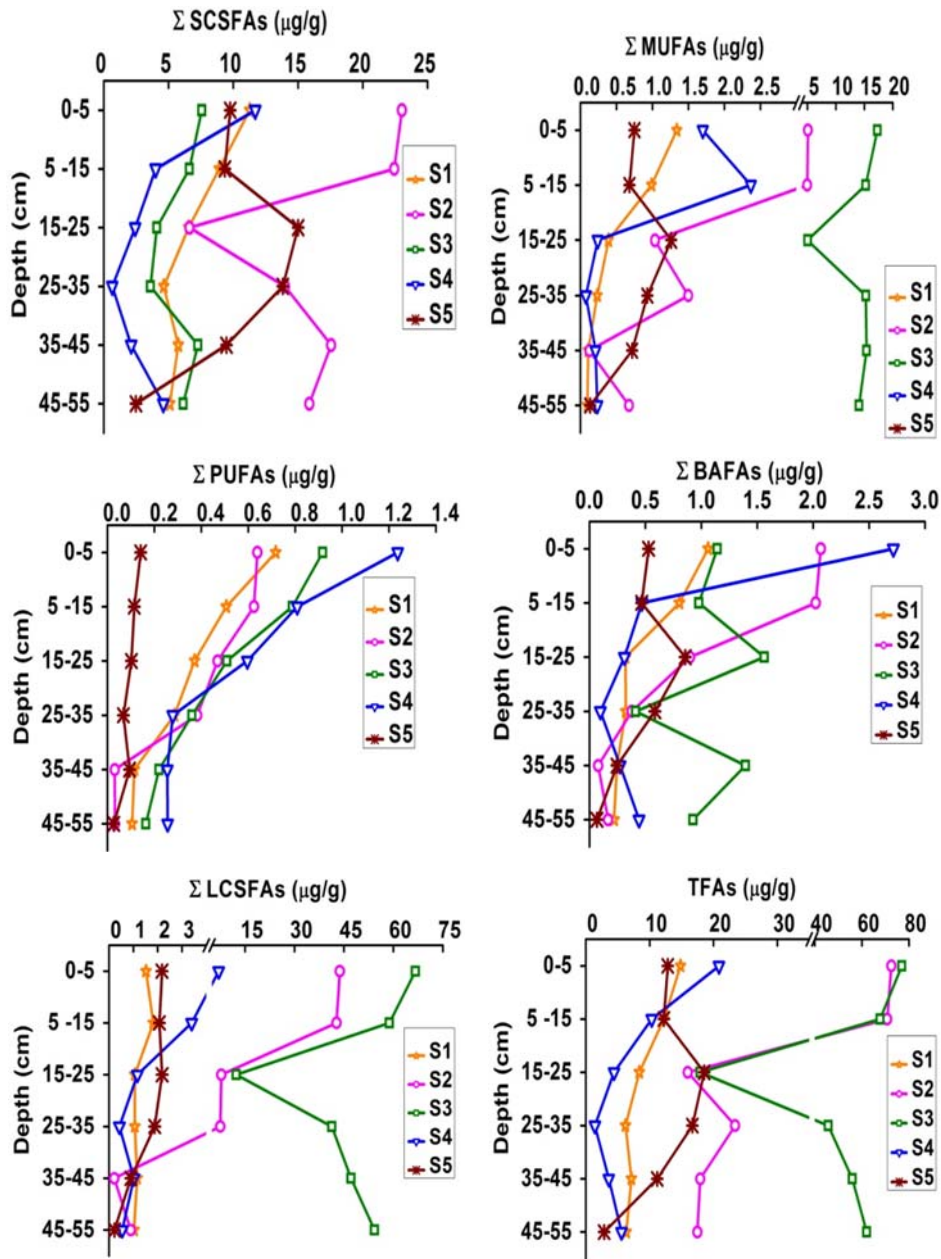 Σ SCSFAs (μg/g)
0 5 10 15 20 25
Depth (cm)
0-5
5 -15
15-25
25-35
35-45
45-55
S1
S2
S3
S4
S5
Σ MUFAs (μg/g)
0.0 0.5 1.0 1.5 2.0 2.5 5 10 15 20
Depth (cm)
0-5
5 -15
15-25
25-35
35-45
45-55
S1
S2
S3
S4
S5
Σ PUFAs (μg/g)
0.0 0.2 0.4 0.6 0.8 1.0 1.2 1.4
Depth (cm)
0-5
5 -15
15-25
25-35
35-45
45-55
S1
S2
S3
S4
S5
Σ BAFAs (μg/g)
0.0 0.5 1.0 1.5 2.0 2.5 3.0
Depth (cm)
0-5
5 -15
15-25
25-35
35-45
45-55
S1
S2
S3
S4
S5
Σ LCSFAs (μg/g)
0 1 2 3 15 30 45 60 75
Depth (cm)
0-5
5 -15
15-25
25-35
35-45
45-55
S1
S2
S3
S4
S5
TFAs (μg/g)
0 10 20 30 40 60 80
Depth (cm)
0-5
5 -15
15-25
25-35
35-45
45-55
S1
S2
S3
S4
S5